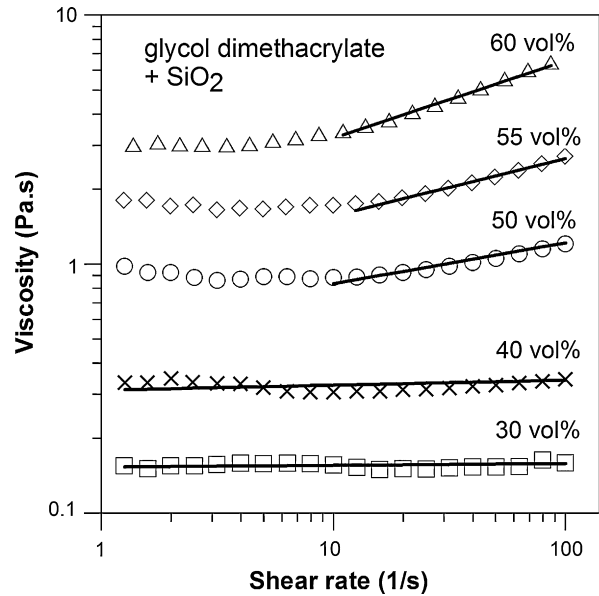 10
glycol dimethacrylate
+ SiO2
60 vol%
55 vol%
50 vol%
40 vol%
30 vol%
1
0.1
Viscosity (Pa.s)
1
10
100
Shear rate (1/s)